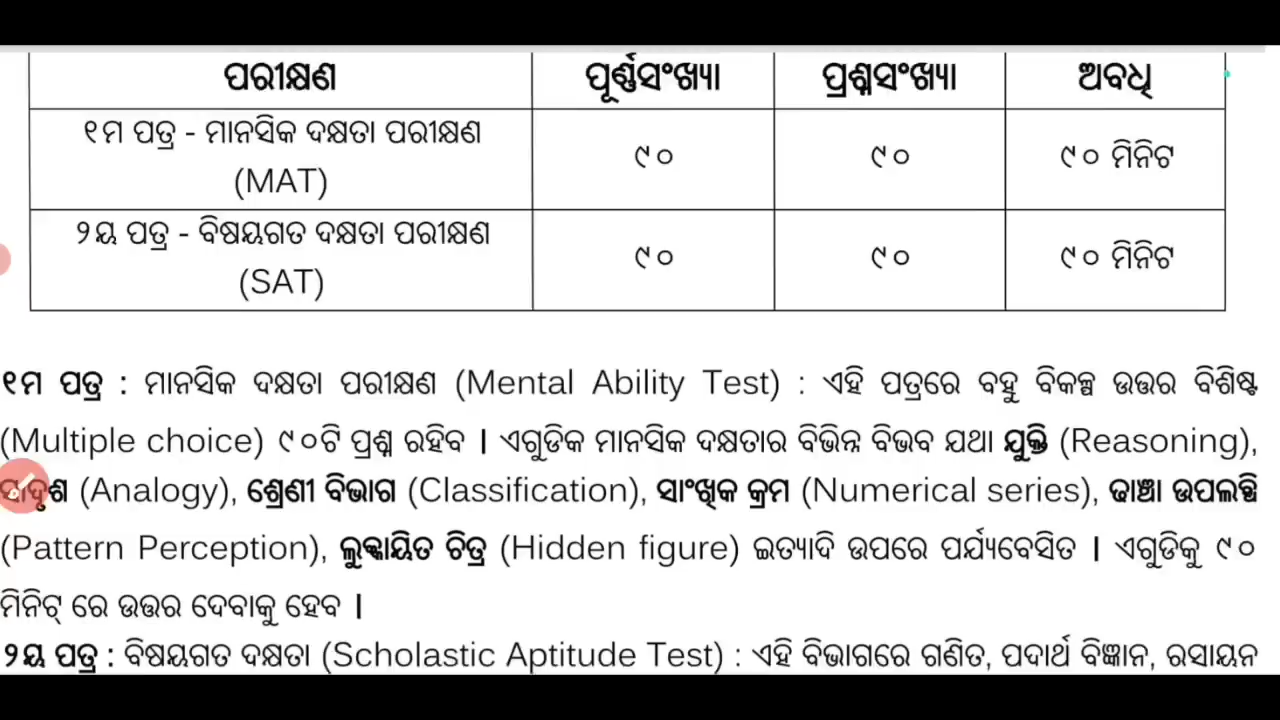 ପରୀକ୍ଷଣ ପୂର୍ଣ୍ଣସଂଖ୍ୟା ପ୍ରଶ୍ନସଂଖ୍ୟା ଅବଧି
୧ମ ପତ୍ର - ମାନସିକ ଦକ୍ଷତା ପରୀକ୍ଷଣ
(MAT) ୯୦ ୯୦ ୯୦ ମିନିଟ
୨ୟ ପତ୍ର - ବିଷୟଗତ ଦକ୍ଷତା ପରୀକ୍ଷଣ
(SAT) ୯୦ ୯୦ ୯୦ ମିନିଟ
୧ମ ପତ୍ର : ମାନସିକ ଦକ୍ଷତା ପରୀକ୍ଷଣ (Mental Ability Test) : ଏହି ପତ୍ରରେ ବହୁ ବିକଳ୍ପ ଉତ୍ତର ବିଶିଷ୍ଟ
(Multiple choice) ୯୦ଟି ପ୍ରଶ୍ନ ରହିବ | ଏଗୁଡିକ ମାନସିକ ଦକ୍ଷତାର ବିଭିନ୍ନ ବିଭବ ଯଥା ଯୁକ୍ତି (Reasoning),
(Analogy), ଶ୍ରେଣୀ ବିଭାଗ (Classification), ସାଂଖ୍ୟିକ କ୍ରମ (Numerical series), ଢାଞ୍ଚା ଉପଲବ୍ଧି
(Pattern Perception), ଲୁକ୍କାୟିତ ଚିତ୍ର (Hidden figure) ଇତ୍ୟାଦି ଉପରେ ପର୍ଯ୍ୟବେସିତ | ଏଗୁଡିକୁ ୯୦
ମିନିଟ୍ ରେ ଉତ୍ତର ଦେବାକୁ ହେବ |
୨ୟ ପତ୍ର : ବିଷୟଗତ ଦକ୍ଷତା (Scholastic Aptitude Test) : ଏହି ବିଭାଗରେ ଗଣିତ, ପଦାର୍ଥ ବିଜ୍ଞାନ, ରସାୟନ